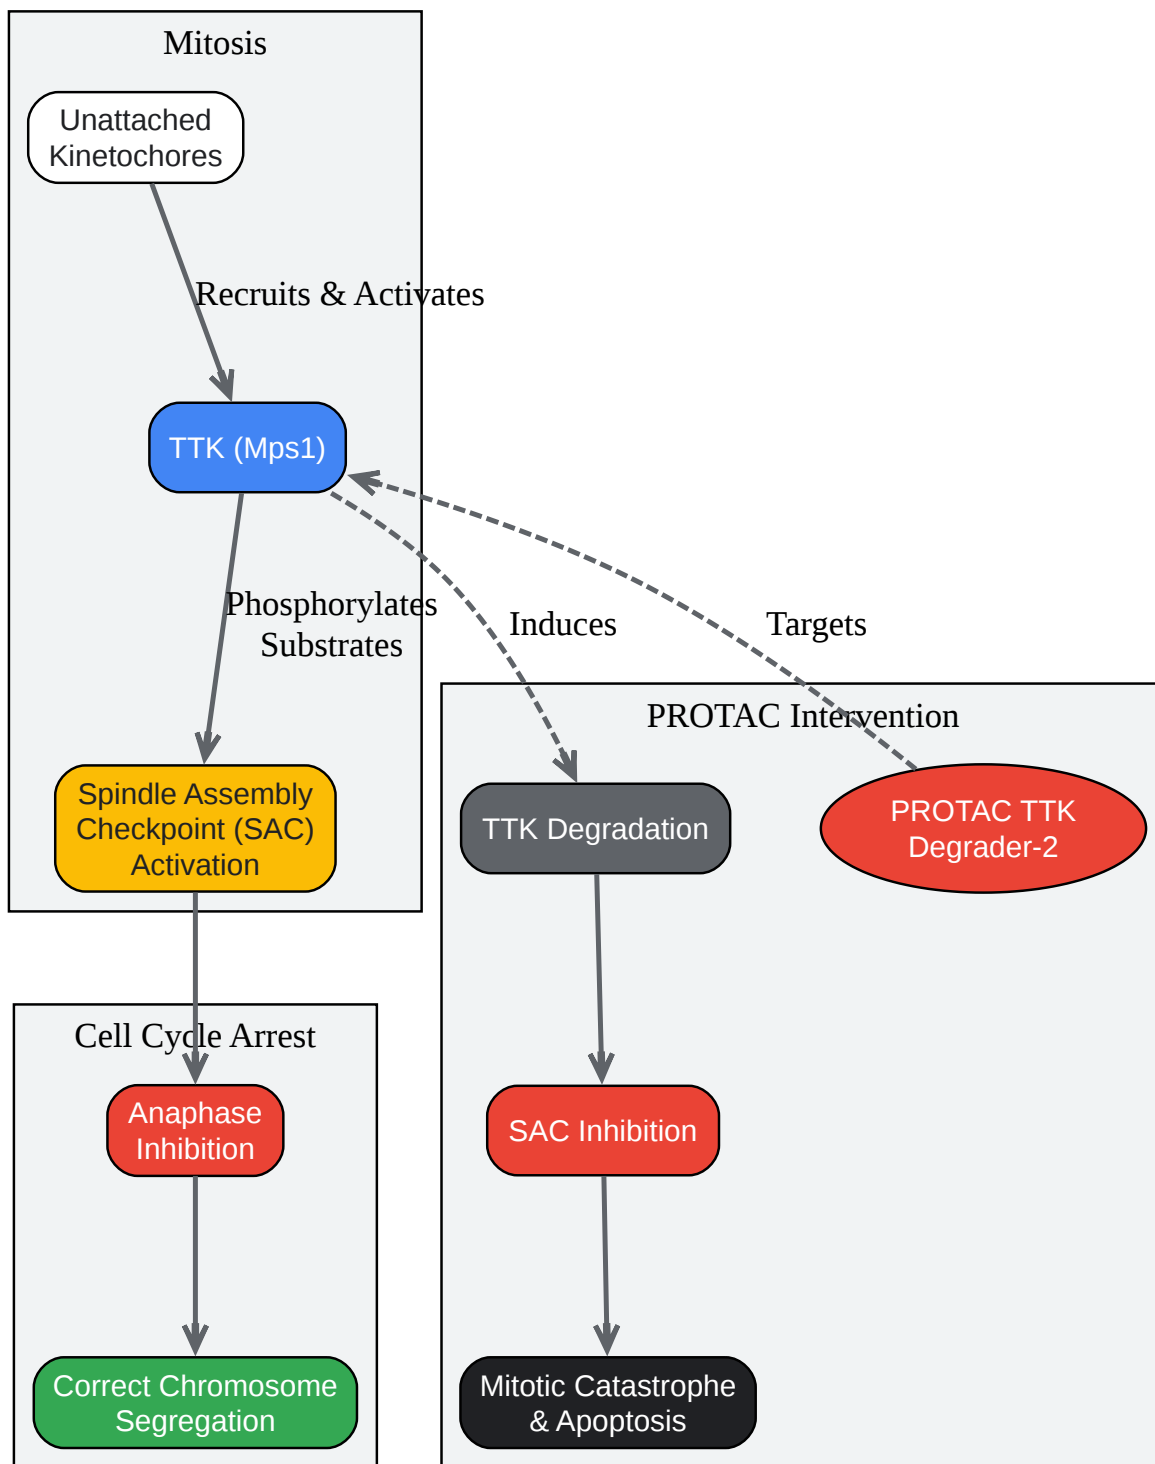 Mitosis
Unattached
Kinetochores
Recruits & Activates
TTK (Mps1)
Phosphorylates
Substrates
Induces
Targets
PROTAC Intervention
Spindle Assembly
Checkpoint (SAC)
Activation
TTK Degradation
PROTAC TTK
Degrader-2
Cell Cycle Arrest
Anaphase
Inhibition
SAC Inhibition
Correct Chromosome
Segregation
Mitotic Catastrophe
& Apoptosis